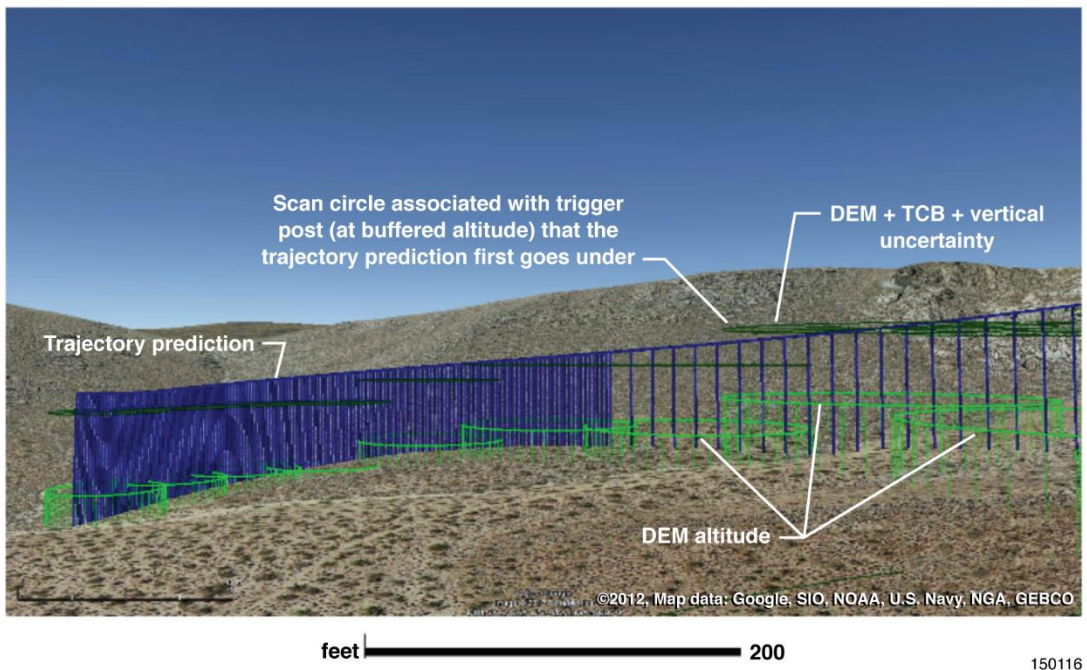 Scan circle associated with trigger
post (at buffered altitude) that the
trajectory prediction first goes under
DEM + TCB + vertical
uncertainty
Trajectory prediction
DEM altitude
©2012, Map data: Google, SIO, NOAA, U.S. Navy, NGA, GEBCO
feet 200
150116